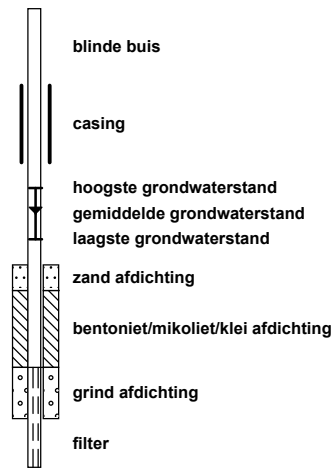 blinde buis
casing
hoogste grondwaterstand
gemiddelde grondwaterstand
laagste grondwaterstand
zand afdichting
bentoniet/mikoliet/klei afdichting
grind afdichting
filter